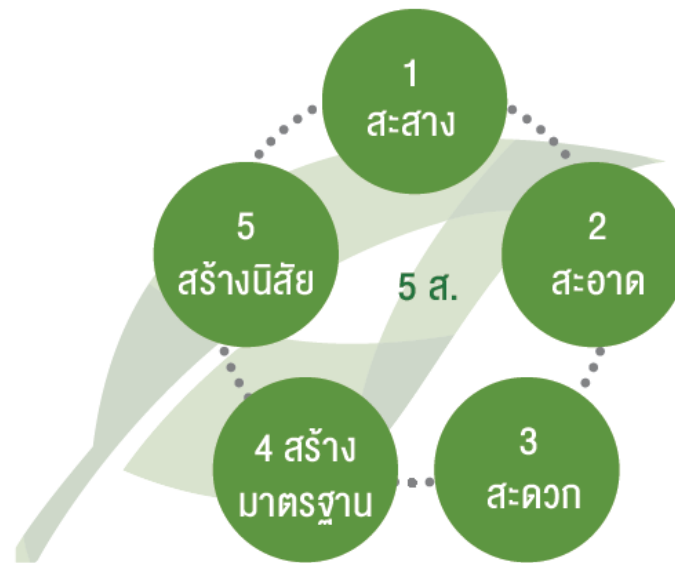 1
สะสาง
2
สะอาด
3
สะดวก
4 สร้าง
มาตรฐาน
5
สร้างนิสัย
5 ส.